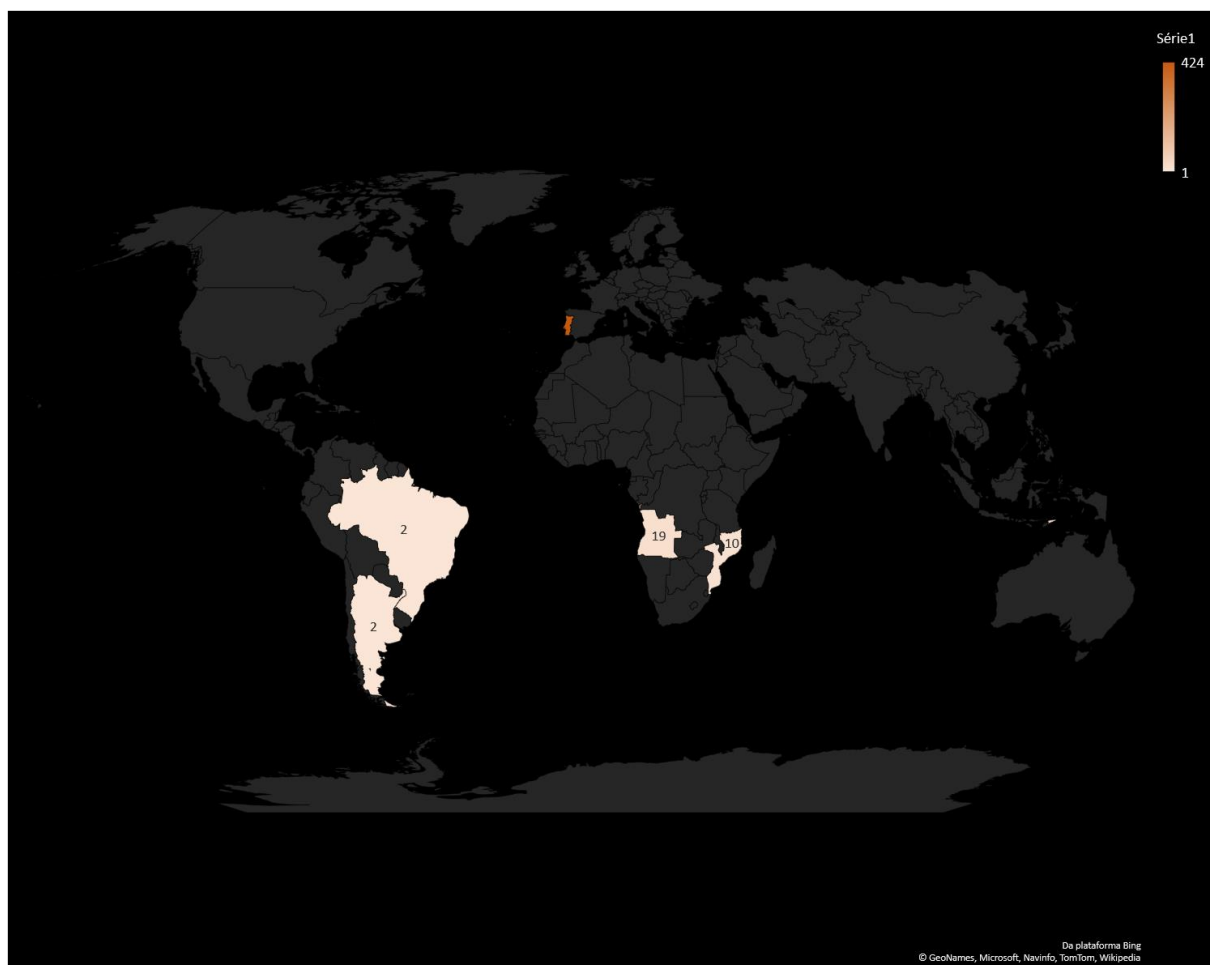 Série1
424
1
2
19
10
2
Da plataforma Bing
© GeoNames, Microsoft, Navinfo, TomTom, Wikipedia